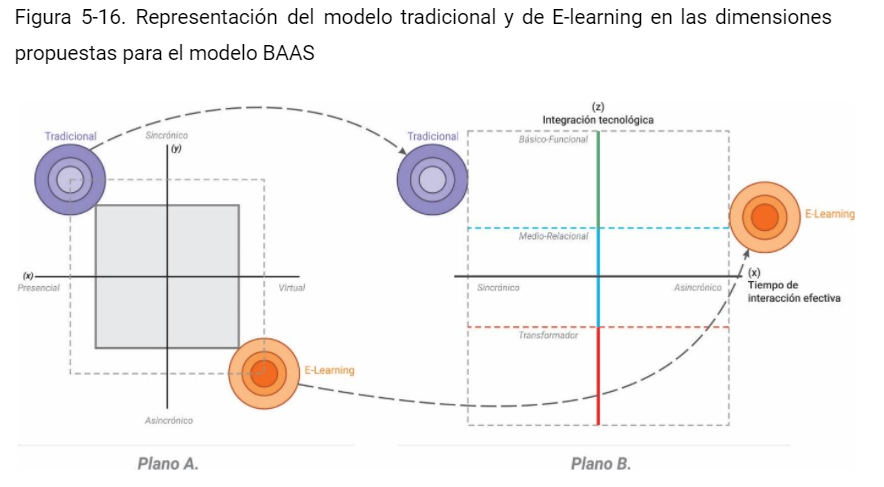 Figura 5-16. Representación del modelo tradicional y de E-learning en las dimensiones
propuestas para el modelo BAAS
Tradicional
Sincrónico
(y)
(x)
Presencial
Virtual
E-Learning
Asincrónico
Plano A.
(z)
Integración tecnológica
Tradicional
Básico-Funcional
E-Learning
Medio-Relacional
Sincrónico
Asincrónico
(x)
Tiempo de
interacción efectiva
Transformador
Plano B.